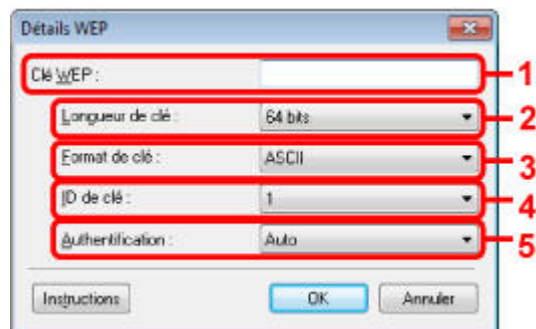 Détails WEP
Clé WEP : 1
Longueur de clé : 64 bits 2
Format de clé : ASCII 3
ID de clé : 1 4
Authentification : Auto 5
Instructions OK Annuler